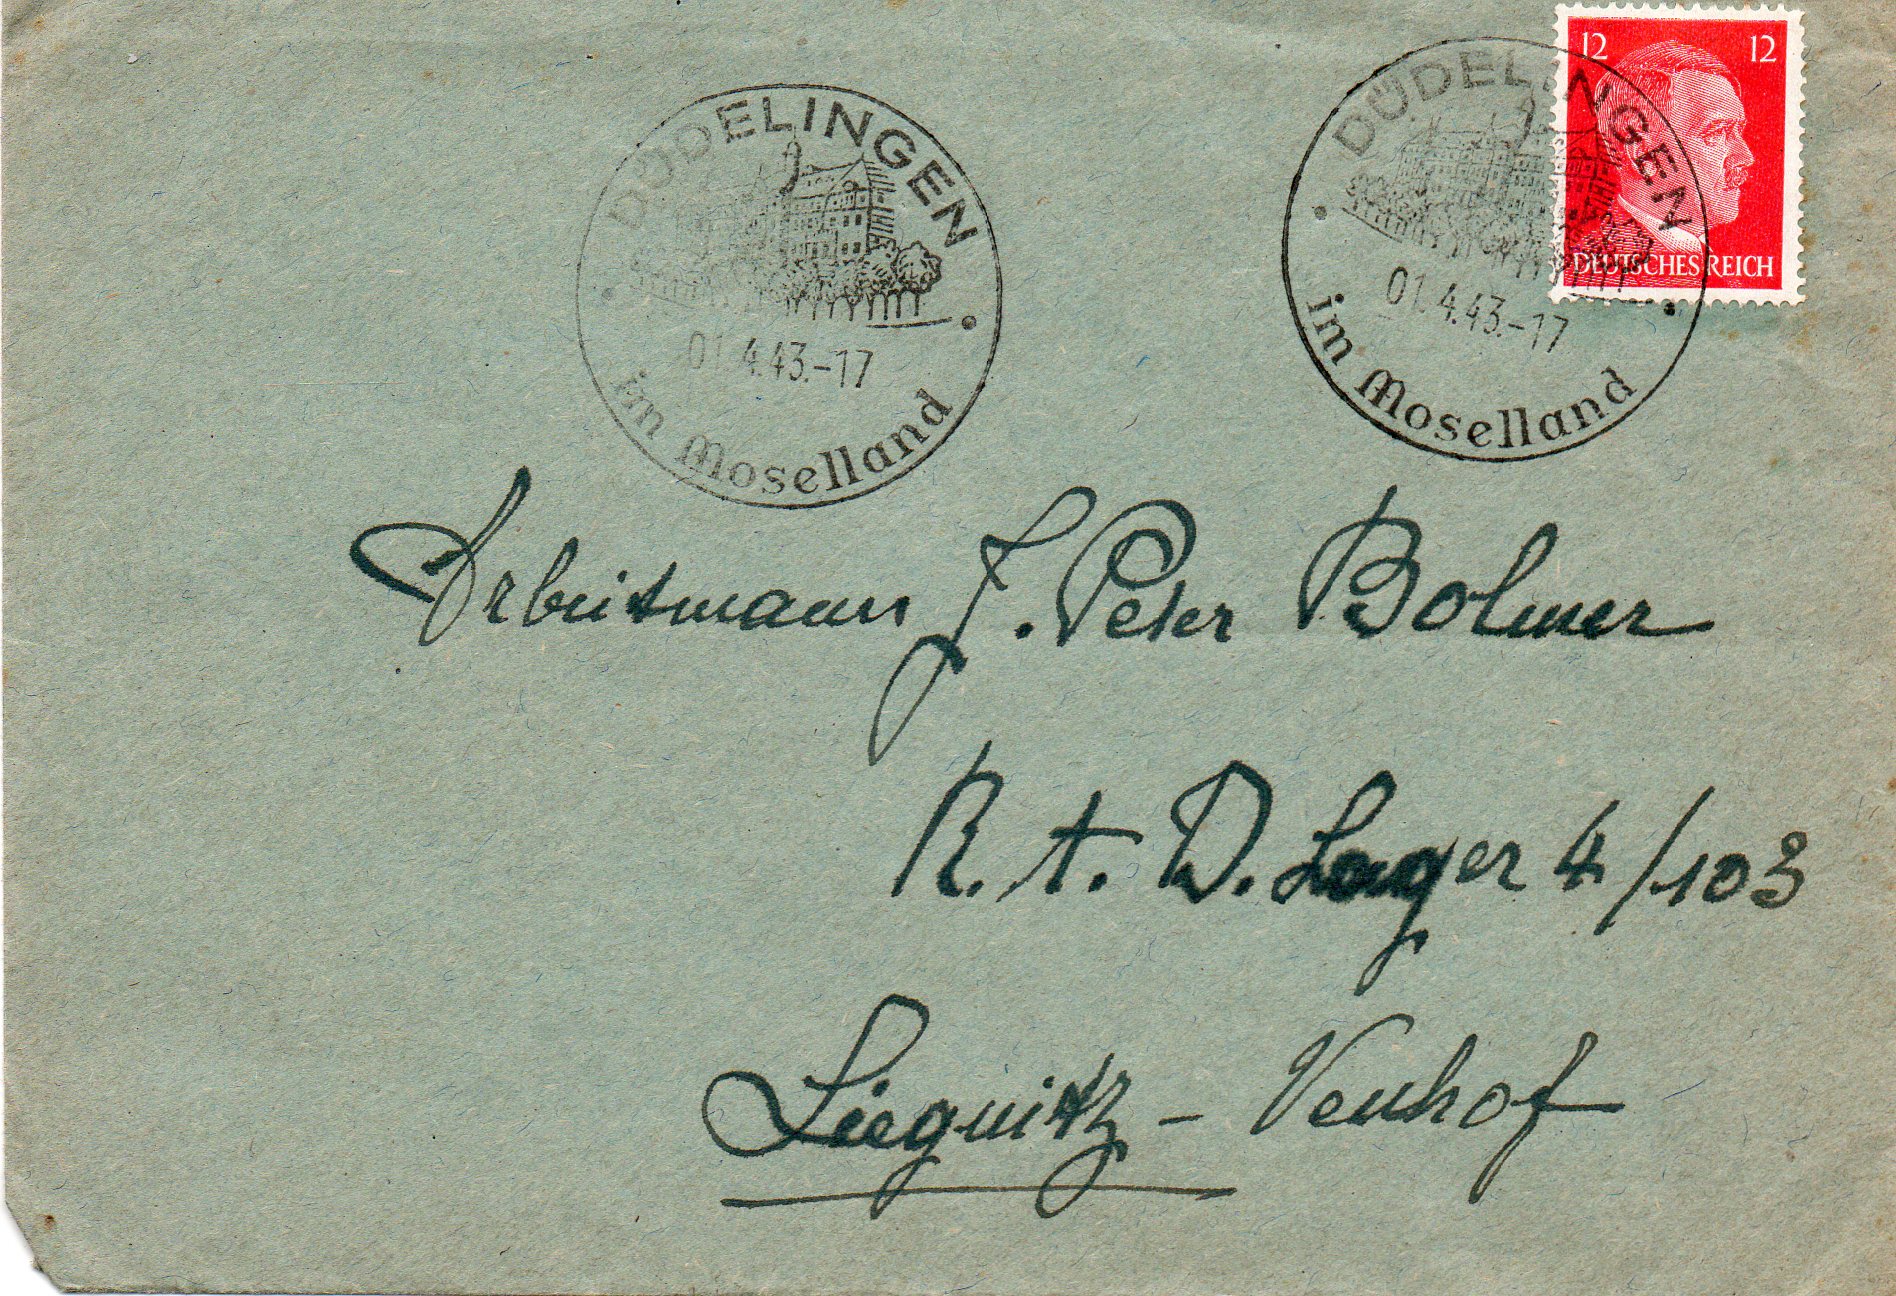 DÜDELINGEN
01.4.43.-17
im Moselland
12 12
DEUTSCHES REICH
DÜDELINGEN
01.4.43.-17
im Moselland
Arbeitsmann J. Peter Bolmer
R.A.D. Lager 4/103
Liegnitz - Neuhof